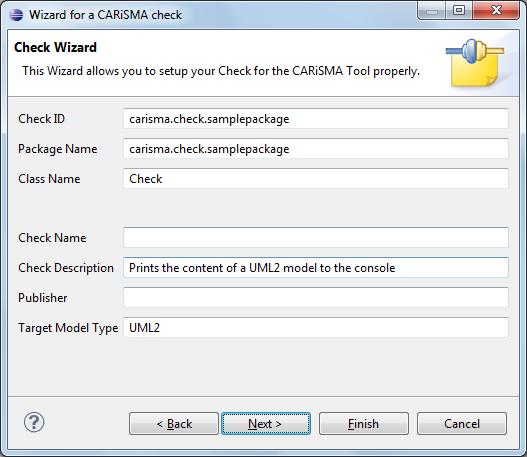 Wizard for a CARiSMA check
Check Wizard
This Wizard allows you to setup your Check for the CARiSMA Tool properly.
Check ID carisma.check.samplepackage
Package Name carisma.check.samplepackage
Class Name Check
Check Name
Check Description Prints the content of a UML2 model to the console
Publisher
Target Model Type UML2
? < Back Next > Finish Cancel